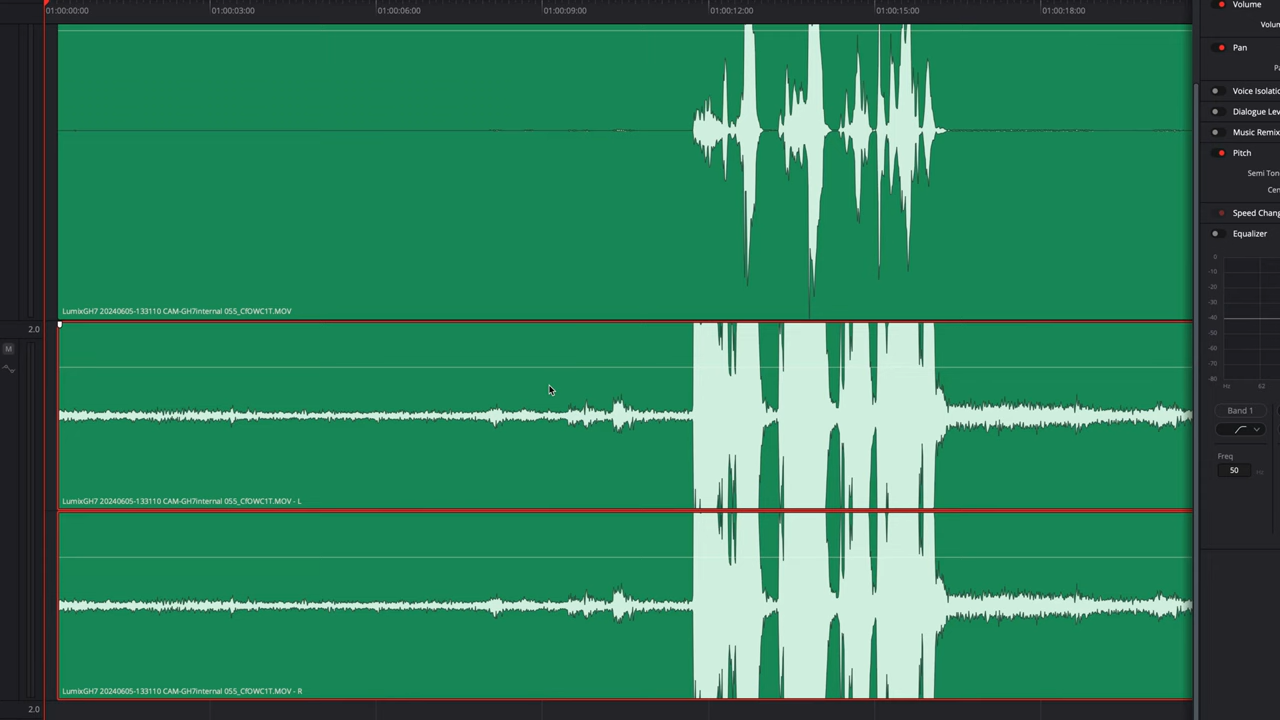 01:00:00:00 01:00:03:00 01:00:06:00 01:00:09:00 01:00:12:00 01:00:15:00 01:00:18:00
Volume
Volu
Pan
Pa
Voice Isolatio
Dialogue Lev
Music Remix
Pitch
Semi Ton
Cen
Speed Chang
Equalizer
0
-10
-20
-30
-40
-50
-60
-70
-80
Hz 62
Band 1
Freq
50
LumixGH7 20240605-133110 CAM-GH7internal 055_CfOWC1T.MOV
2.0
M
LumixGH7 20240605-133110 CAM-GH7internal 055_CfOWC1T.MOV - L
LumixGH7 20240605-133110 CAM-GH7internal 055_CfOWC1T.MOV - R
2.0